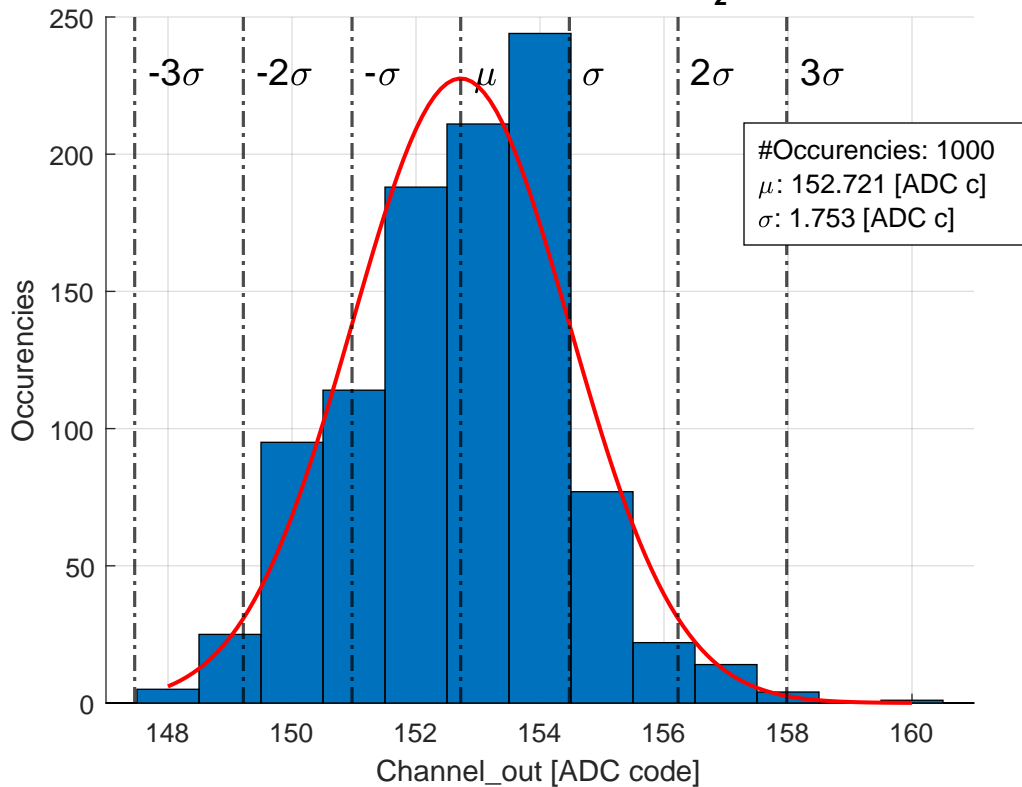 2
250
-3σ
-2σ
-σ
μ
σ
2σ
3σ
200
#Occurencies: 1000
μ: 152.721 [ADC c]
σ: 1.753 [ADC c]
150
Occurencies
100
50
0
148
150
152
154
156
158
160
Channel_out [ADC code]